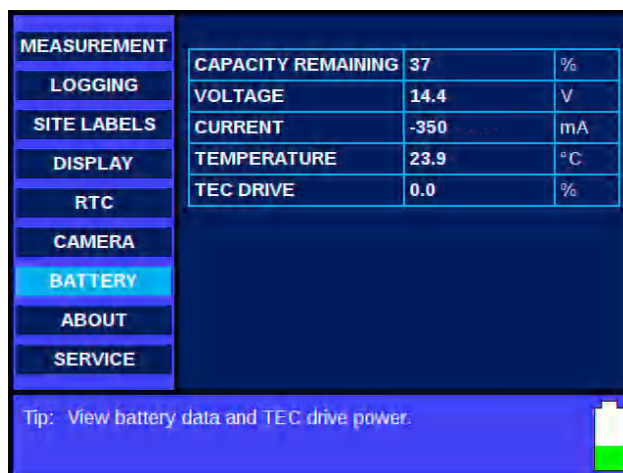 MEASUREMENT
LOGGING
SITE LABELS
DISPLAY
RTC
CAMERA
BATTERY
ABOUT
SERVICE
CAPACITY REMAINING 37 %
VOLTAGE 14.4 V
CURRENT -350 mA
TEMPERATURE 23.9 °C
TEC DRIVE 0.0 %
Tip: View battery data and TEC drive power.